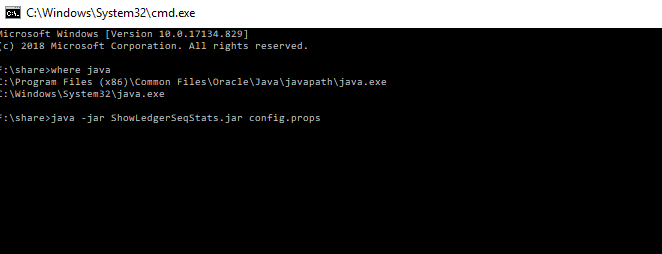 C:\Windows\System32\cmd.exe
Microsoft Windows [Version 10.0.17134.829]
(c) 2018 Microsoft Corporation. All rights reserved.
F:\share>where java
C:\Program Files (x86)\Common Files\Oracle\Java\javapath\java.exe
C:\Windows\System32\java.exe
F:\share>java -jar ShowLedgerSeqStats.jar config.props